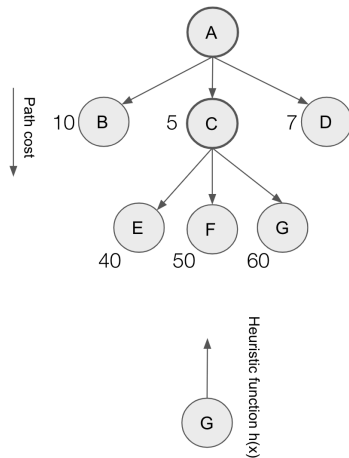 A
10 B 5 C 7 D
Path cost
E F G
40 50 60
Heuristic function h(x)
G